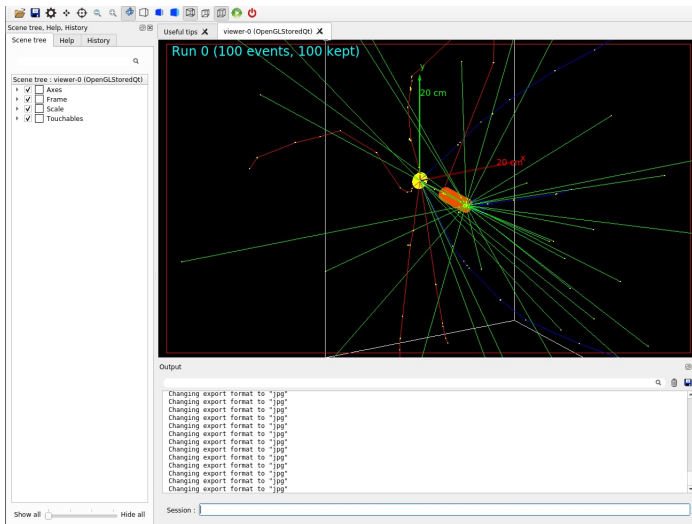 Scene tree, Help, History
Scene tree
Help
History
Scene tree : viewer-0 (OpenGLStoredQt)
Axes
Frame
Scale
Touchables
Show all
Hide all
Useful tips
viewer-0 (OpenGLStoredQt)
Run 0 (100 events, 100 kept)
y
20 cm
20 cm
x
Output
Changing export format to "jpg"
Changing export format to "jpg"
Changing export format to "jpg"
Changing export format to "jpg"
Changing export format to "jpg"
Changing export format to "jpg"
Changing export format to "jpg"
Changing export format to "jpg"
Changing export format to "jpg"
Changing export format to "jpg"
Changing export format to "jpg"
Changing export format to "jpg"
Changing export format to "jpg"
Session :